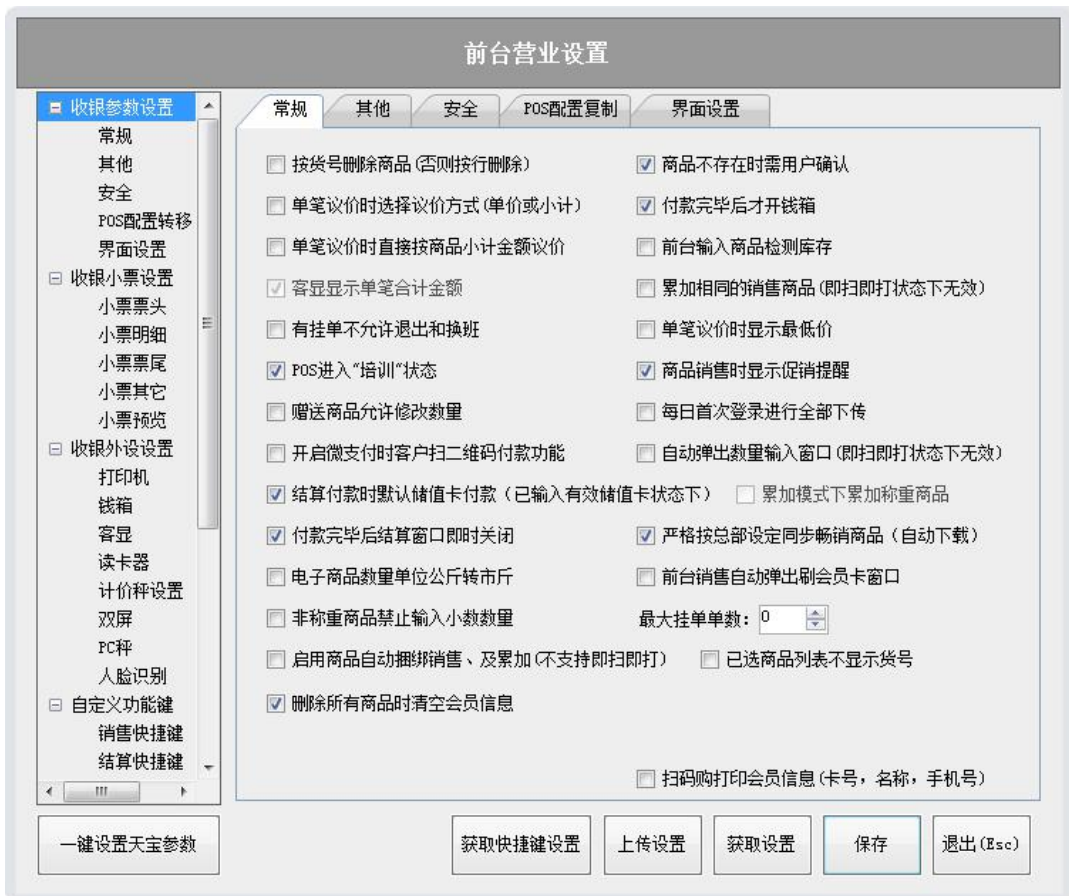 前台营业设置
收银参数设置
常规
其他
安全
POS配置转移
界面设置
收银小票设置
小票票头
小票明细
小票票尾
小票其它
小票预览
收银外设设置
打印机
钱箱
客显
读卡器
计价秤设置
双屏
PC秤
人脸识别
自定义功能键
销售快捷键
结算快捷键
常规 其他 安全 POS配置复制 界面设置
按货号删除商品(否则按行删除) 商品不存在时需用户确认
单笔议价时选择议价方式(单价或小计) 付款完毕后才开钱箱
单笔议价时直接按商品小计金额议价 前台输入商品检测库存
客显显示单笔合计金额 累加相同的销售商品(即扫即打状态下无效)
有挂单不允许退出和换班 单笔议价时显示最低价
POS进入“培训”状态 商品销售时显示促销提醒
赠送商品允许修改数量 每日首次登录进行全部下传
开启微支付时客户扫二维码付款功能 自动弹出数量输入窗口(即扫即打状态下无效)
结算付款时默认储值卡付款（已输入有效储值卡状态下） 累加模式下累加称重商品
付款完毕后结算窗口即时关闭 严格按总部设定同步畅销商品（自动下载）
电子商品数量单位公斤转市斤 前台销售自动弹出刷会员卡窗口
非称重商品禁止输入小数数量 最大挂单单数: 0
启用商品自动捆绑销售、及累加(不支持即扫即打) 已选商品列表不显示货号
删除所有商品时清空会员信息
扫码购打印会员信息(卡号，名称，手机号)
一键设置天宝参数 获取快捷键设置 上传设置 获取设置 保存 退出(Esc)